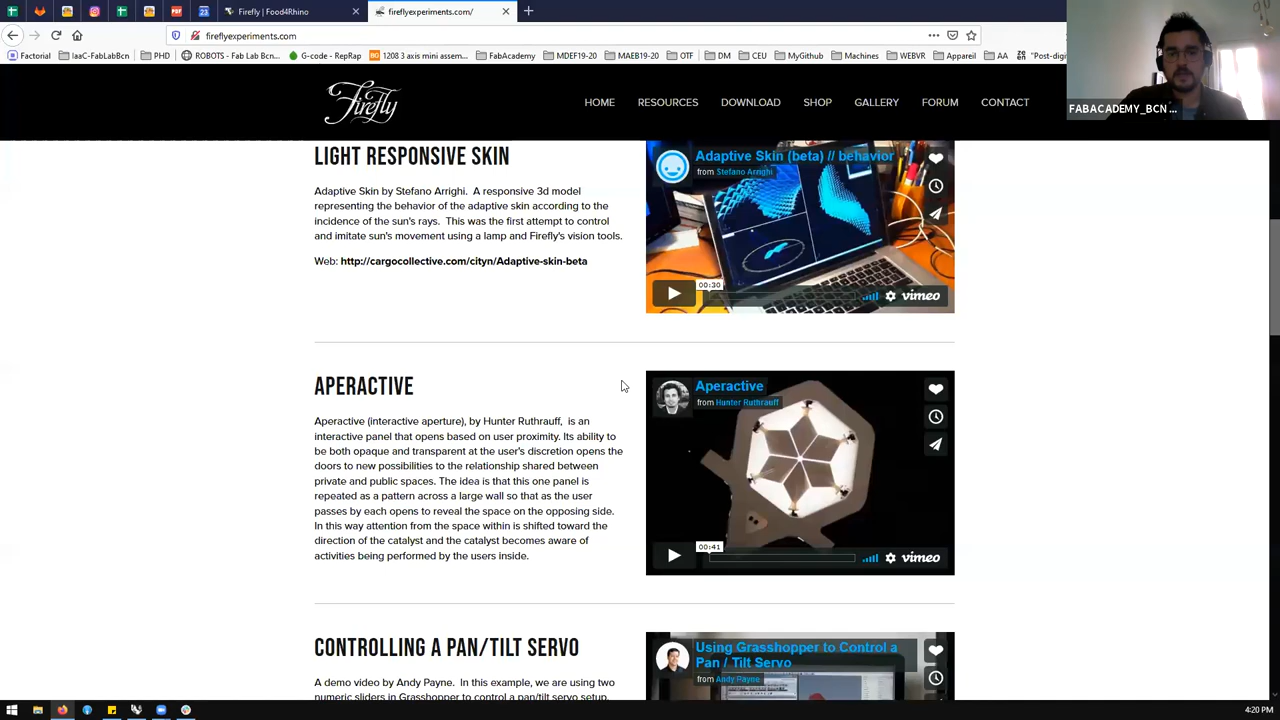 Firefly | Food4Rhino
fireflyexperiments.com/
fireflyexperiments.com
Factorial
IaaC-FabLabBcn
PHD
ROBOTS - Fab Lab Bcn...
G-code - RepRap
1208 3 axis mini assem...
FabAcademy
MDEF19-20
MAEB19-20
OTF
DM
CEU
MyGithub
Machines
WEBVR
Appareil
AA
"Post-digi
FABACADEMY_BCN ...
Firefly
HOME
RESOURCES
DOWNLOAD
SHOP
GALLERY
FORUM
CONTACT
LIGHT RESPONSIVE SKIN
Adaptive Skin by Stefano Arrighi. A responsive 3d model
representing the behavior of the adaptive skin according to the
incidence of the sun's rays. This was the first attempt to control
and imitate sun's movement using a lamp and Firefly's vision tools.
Web: http://cargocollective.com/cityn/Adaptive-skin-beta
Adaptive Skin (beta) // behavior
from Stefano Arrighi
00:30
vimeo
APERACTIVE
Aperactive (interactive aperture), by Hunter Ruthrauff, is an
interactive panel that opens based on user proximity. Its ability to
be both opaque and transparent at the user's discretion opens the
doors to new possibilities to the relationship shared between
private and public spaces. The idea is that this one panel is
repeated as a pattern across a large wall so that as the user
passes by each opens to reveal the space on the opposing side.
In this way attention from the space within is shifted toward the
direction of the catalyst and the catalyst becomes aware of
activities being performed by the users inside.
Aperactive
from Hunter Ruthrauff
00:41
vimeo
CONTROLLING A PAN/TILT SERVO
A demo video by Andy Payne. In this example, we are using two
numeric sliders in Grasshopper to control a pan/tilt servo setup.
Using Grasshopper to Control a
Pan / Tilt Servo
from Andy Payne
4:20 PM